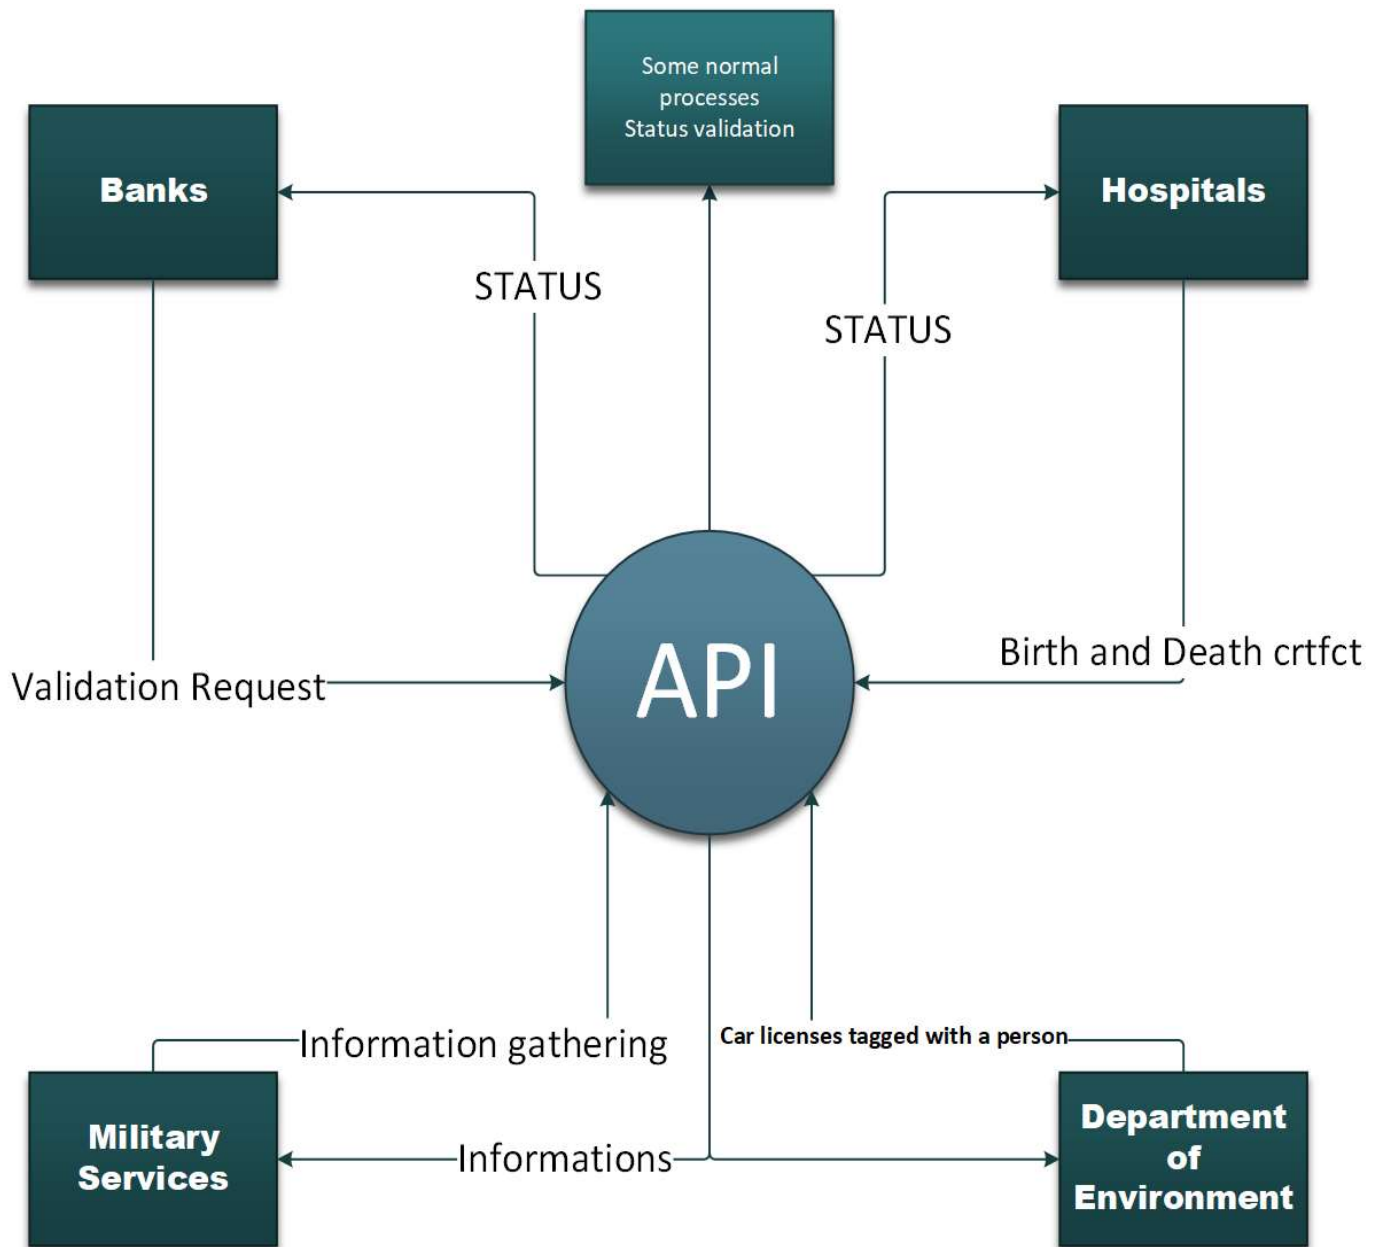 Some normal
processes
Status validation
Banks
Hospitals
STATUS
STATUS
API
Birth and Death crtfct
Validation Request
Information gathering
Car licenses tagged with a person
Military
Services
Informations
Department
of
Environment